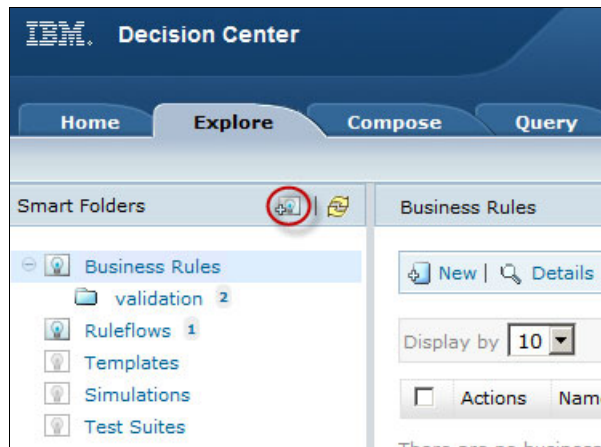 IBM. Decision Center
Home Explore Compose Query
Smart Folders
Business Rules
validation 2
Ruleflows 1
Templates
Simulations
Test Suites
Business Rules
New | Details
Display by 10
Actions Name